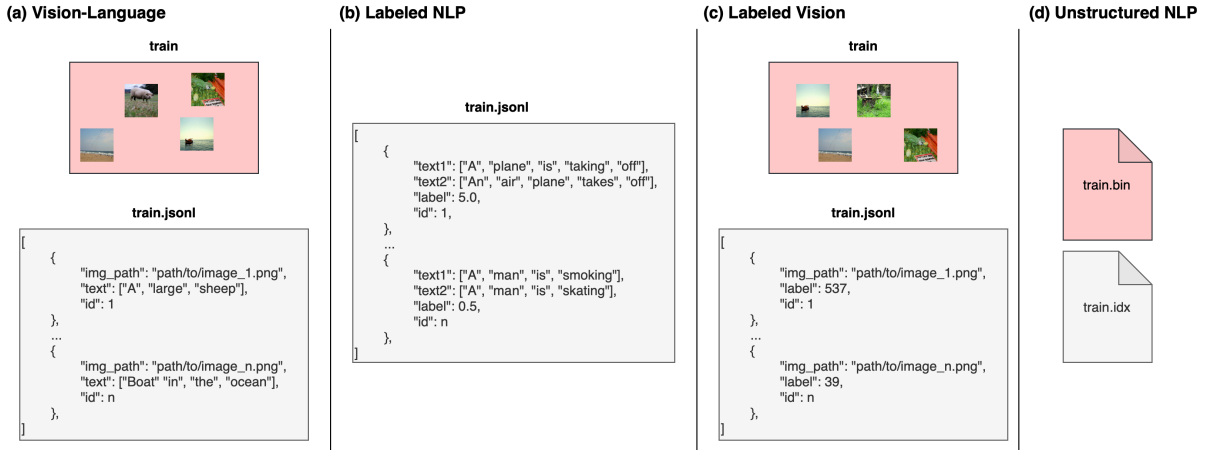 (a) Vision-Language
train
train.jsonl
[
{
"img_path": "path/to/image_1.png",
"text": ["A", "large", "sheep"],
"id": 1
},
...
{
"img_path": "path/to/image_n.png",
"text": ["Boat" "in", "the", "ocean"],
"id": n
},
]
(b) Labeled NLP
train.jsonl
[
{
"text1": ["A", "plane", "is", "taking", "off"],
"text2": ["An", "air", "plane", "takes", "off"],
"label": 5.0,
"id": 1,
},
...
{
"text1": ["A", "man", "is", "smoking"],
"text2": ["A", "man", "is", "skating"],
"label": 0.5,
"id": n
},
]
(c) Labeled Vision
train
train.jsonl
[
{
"img_path": "path/to/image_1.png",
"label": 537,
"id": 1
},
...
{
"img_path": "path/to/image_n.png",
"label": 39,
"id": n
},
]
(d) Unstructured NLP
train.bin
train.idx